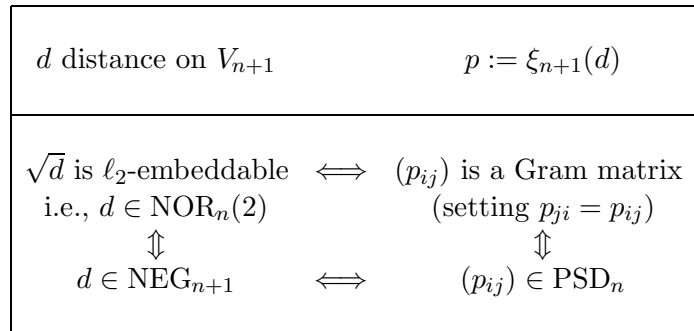 d distance on V_{n+1} p := ξ_{n+1}(d)
√d is ℓ_2-embeddable ⟺ (p_{ij}) is a Gram matrix
i.e., d ∈ NOR_n(2) (setting p_{ji} = p_{ij})
⇕ ⇕
d ∈ NEG_{n+1} ⟺ (p_{ij}) ∈ PSD_n